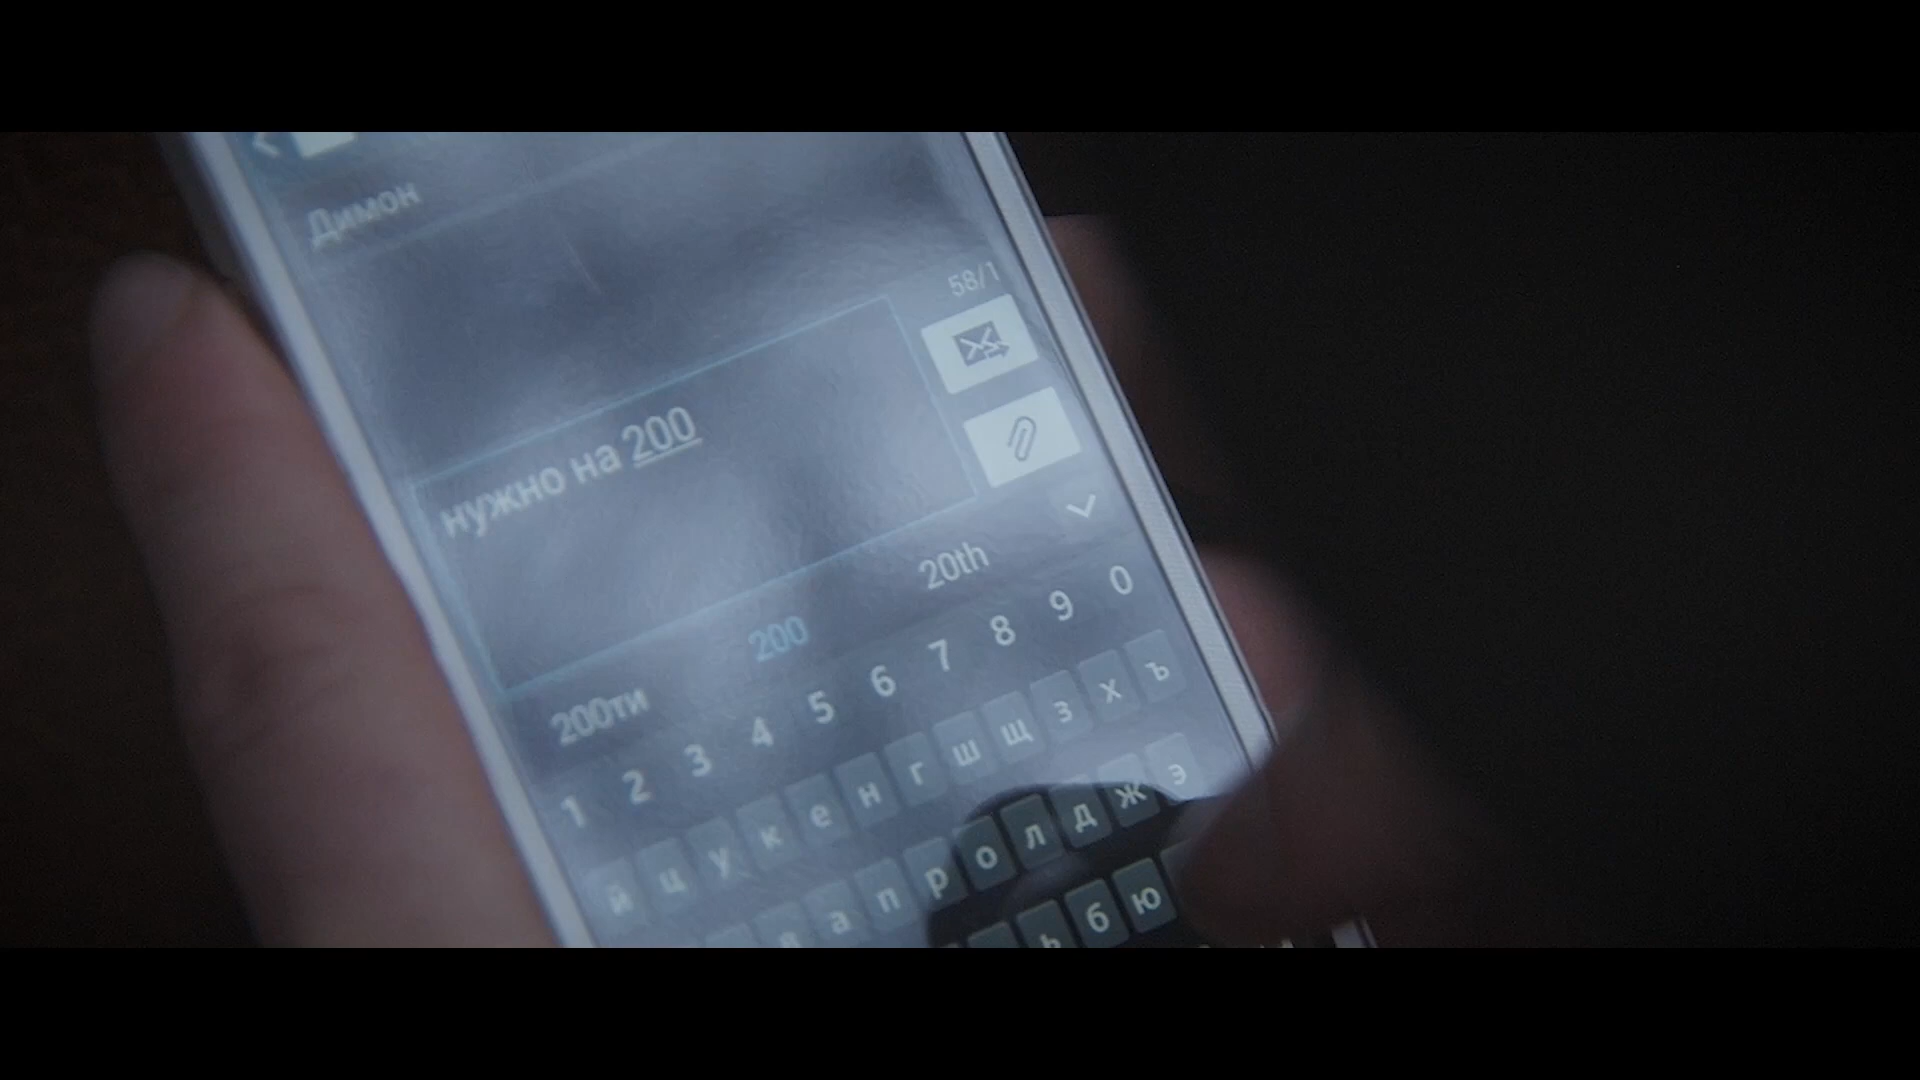 Димон
58/1
нужно на 200
200ти 200 20th
1 2 3 4 5 6 7 8 9 0
й ц у к е н г ш щ з х ъ
в а п р о л д ж э
ь б ю